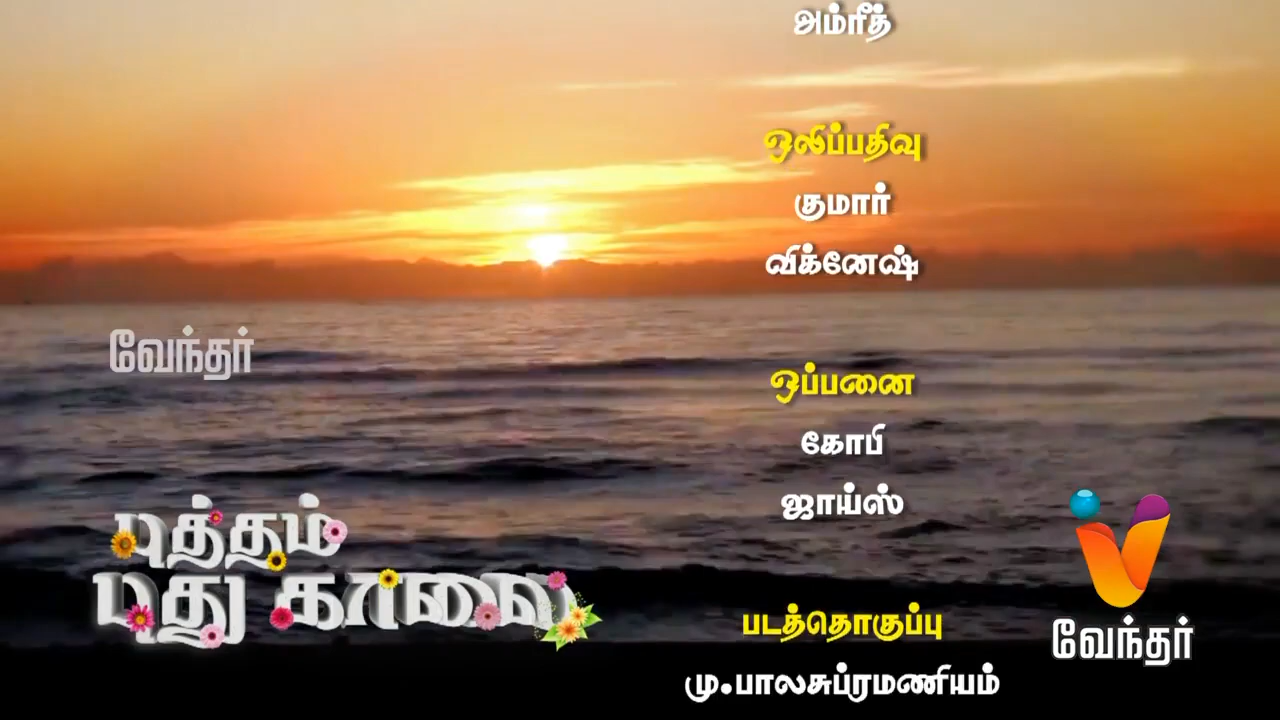 அம்ரீத்
ஒலிப்பதிவு
குமார்
விக்னேஷ்
வேந்தர்
ஒப்பனை
கோபி
ஜாய்ஸ்
புத்தம்
புது காலை
படத்தொகுப்பு
மு.பாலசுப்ரமணியம்
வேந்தர்